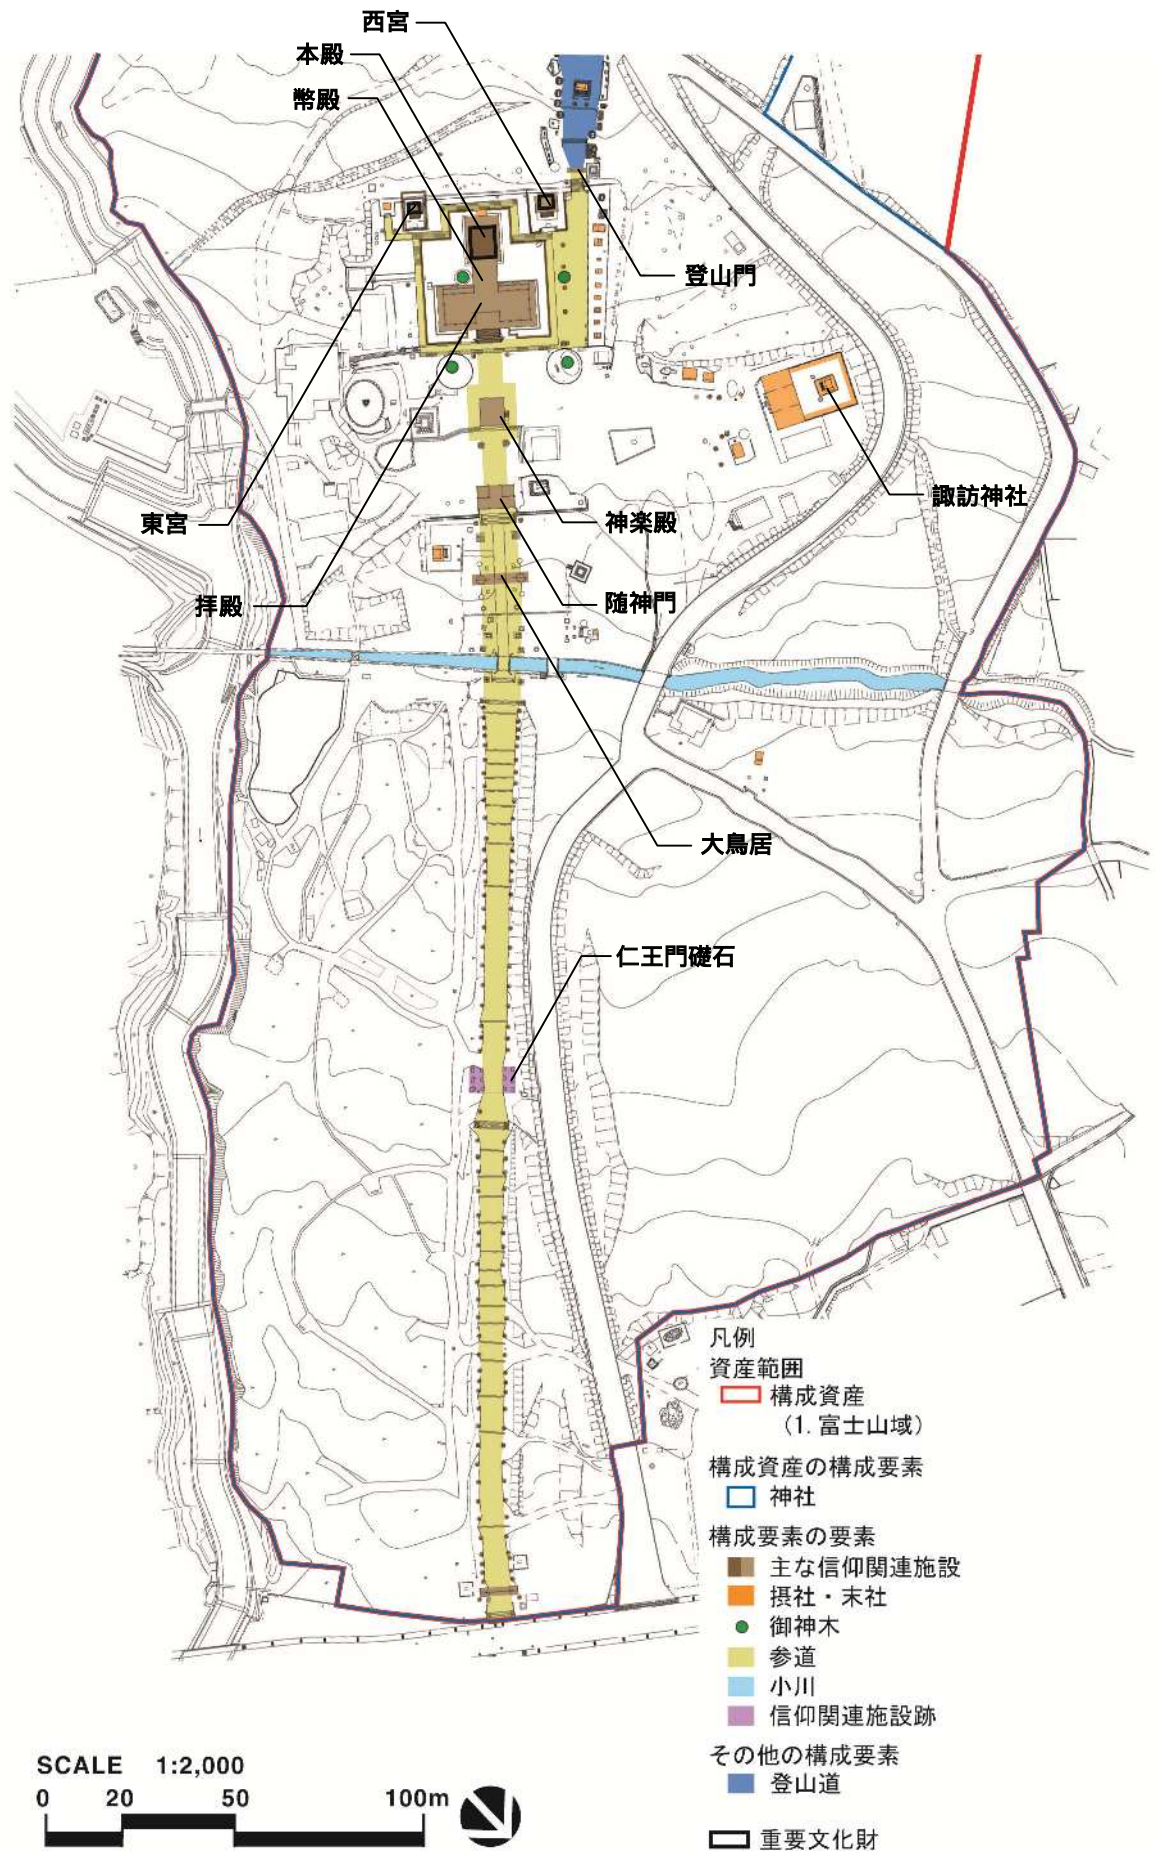 西宮
本殿
幣殿
登山門
諏訪神社
東宮
神楽殿
拝殿
随神門
大鳥居
仁王門礎石
凡例
資産範囲
構成資産
（1. 富士山域）
構成資産の構成要素
神社
構成要素の要素
主な信仰関連施設
摂社・末社
御神木
参道
小川
信仰関連施設跡
その他の構成要素
登山道
重要文化財
SCALE 1:2,000
0 20 50 100m